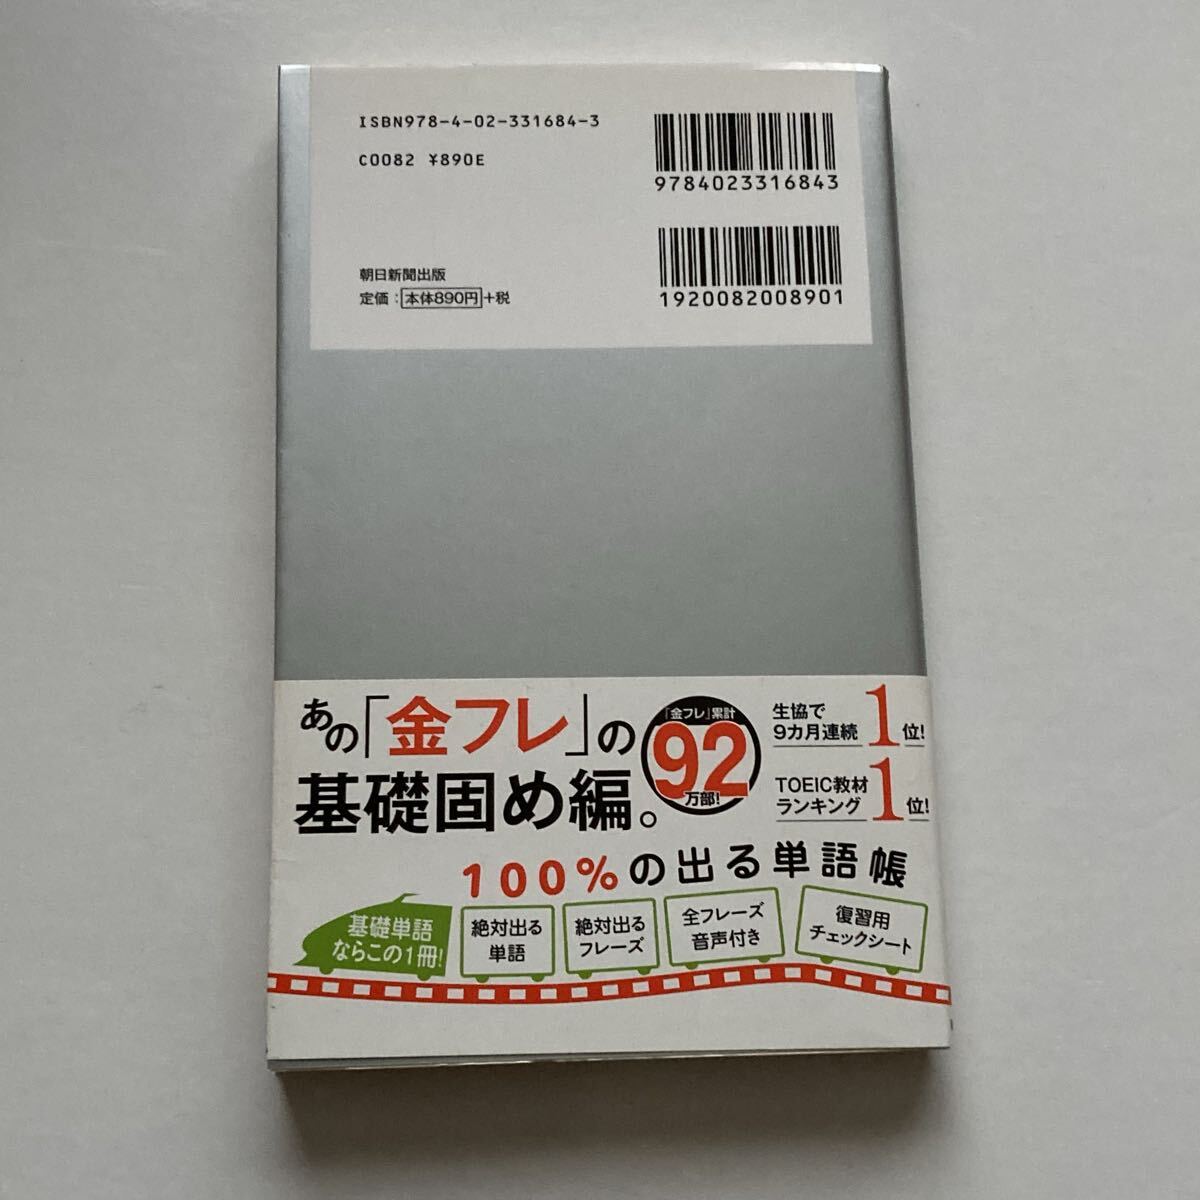 ISBN978-4-02-331684-3
C0082 ¥890E
9784023316843
朝日新聞出版
定価：本体890円+税
1920082008901
あの「金フレ」の
基礎固め編。
「金フレ」累計
92
万部!
生協で
9カ月連続
1位!
TOEIC教材
ランキング
1位!
100%の出る単語帳
基礎単語
ならこの1冊!
絶対出る
単語
絶対出る
フレーズ
全フレーズ
音声付き
復習用
チェックシート